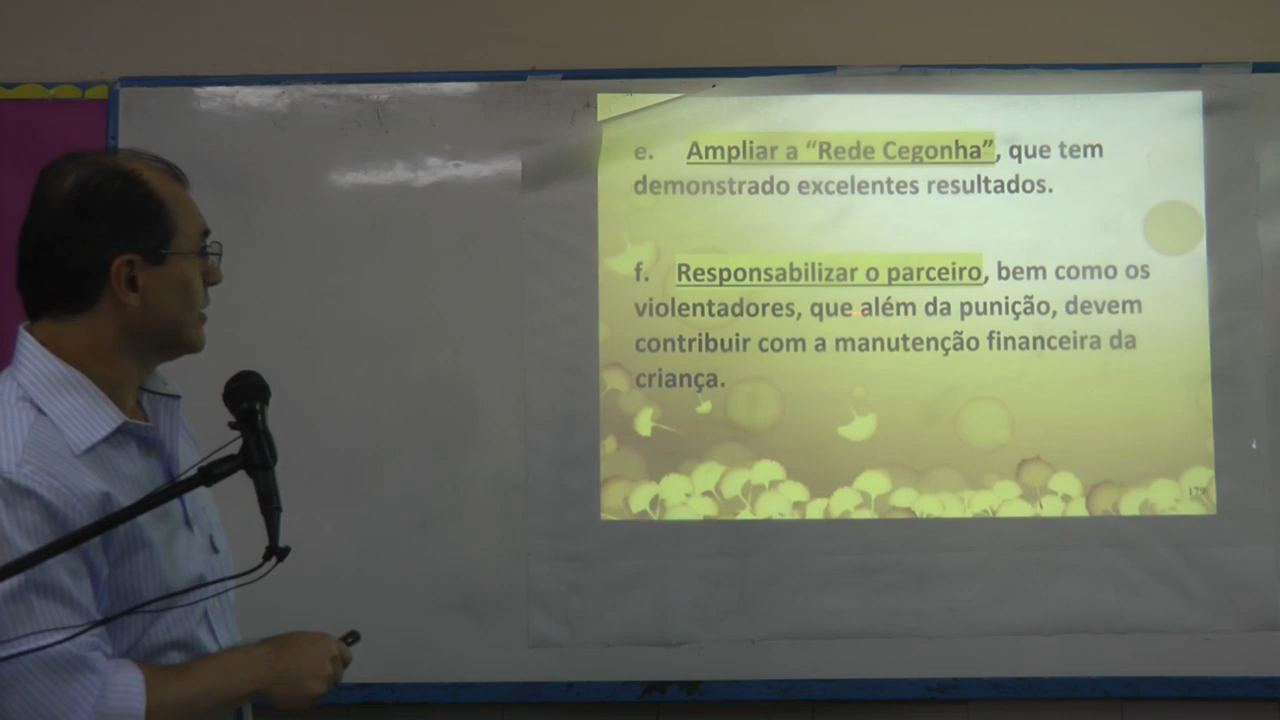 e. Ampliar a “Rede Cegonha”, que tem
demonstrado excelentes resultados.
f. Responsabilizar o parceiro, bem como os
violentadores, que além da punição, devem
contribuir com a manutenção financeira da
criança.